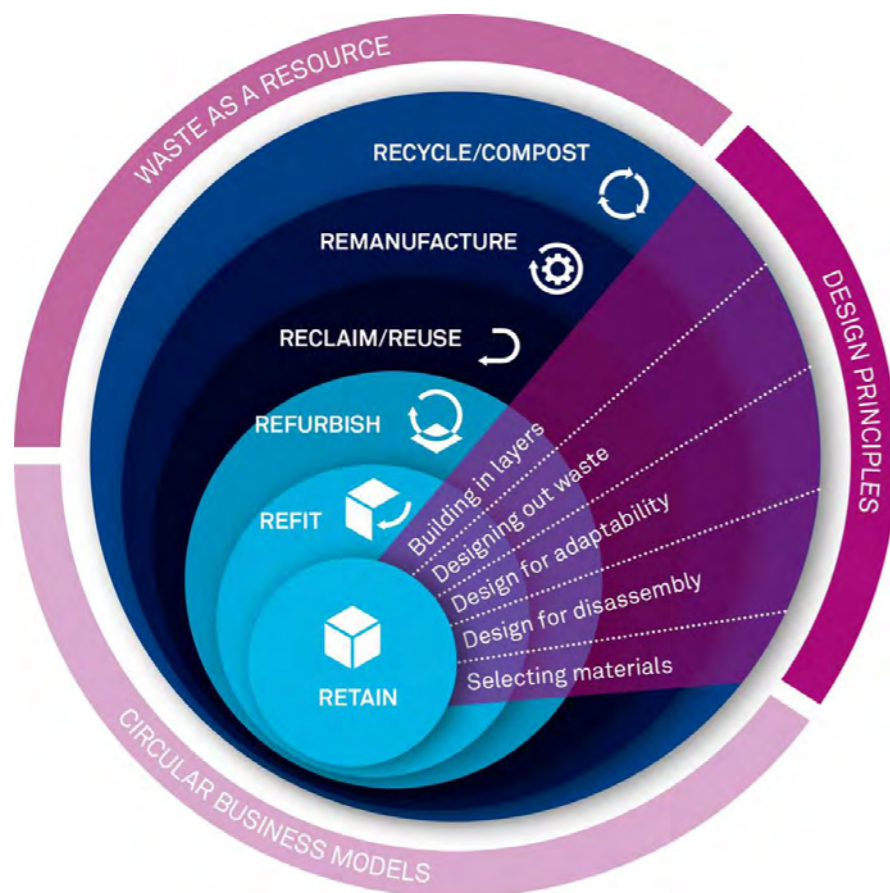 WASTE AS A RESOURCE
RECYCLE/COMPOST
REMANUFACTURE
RECLAIM/REUSE
REFURBISH
REFIT
RETAIN
Building in layers
Designing out waste
Design for adaptability
Design for disassembly
Selecting materials
DESIGN PRINCIPLES
CIRCULAR BUSINESS MODELS